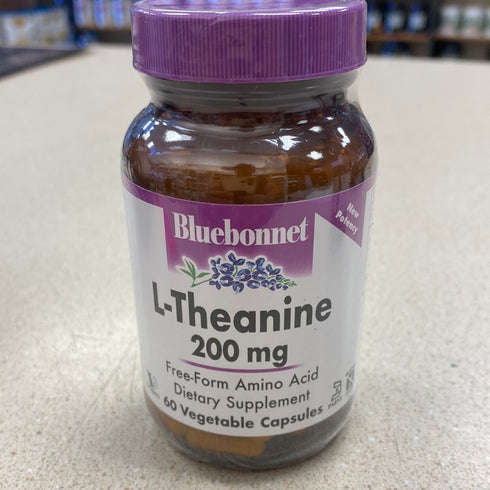 New
Potency
Bluebonnet
L-Theanine
200 mg
Free-Form Amino Acid
Dietary Supplement
60 Vegetable Capsules